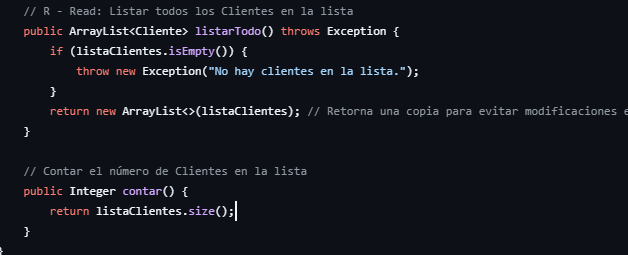 // R - Read: Listar todos los Clientes en la lista
public ArrayList<Cliente> listarTodo() throws Exception {
if (listaClientes.isEmpty()) {
throw new Exception("No hay clientes en la lista.");
}
return new ArrayList<>(listaClientes); // Retorna una copia para evitar modificaciones e
}
// Contar el número de Clientes en la lista
public Integer contar() {
return listaClientes.size();
}
}